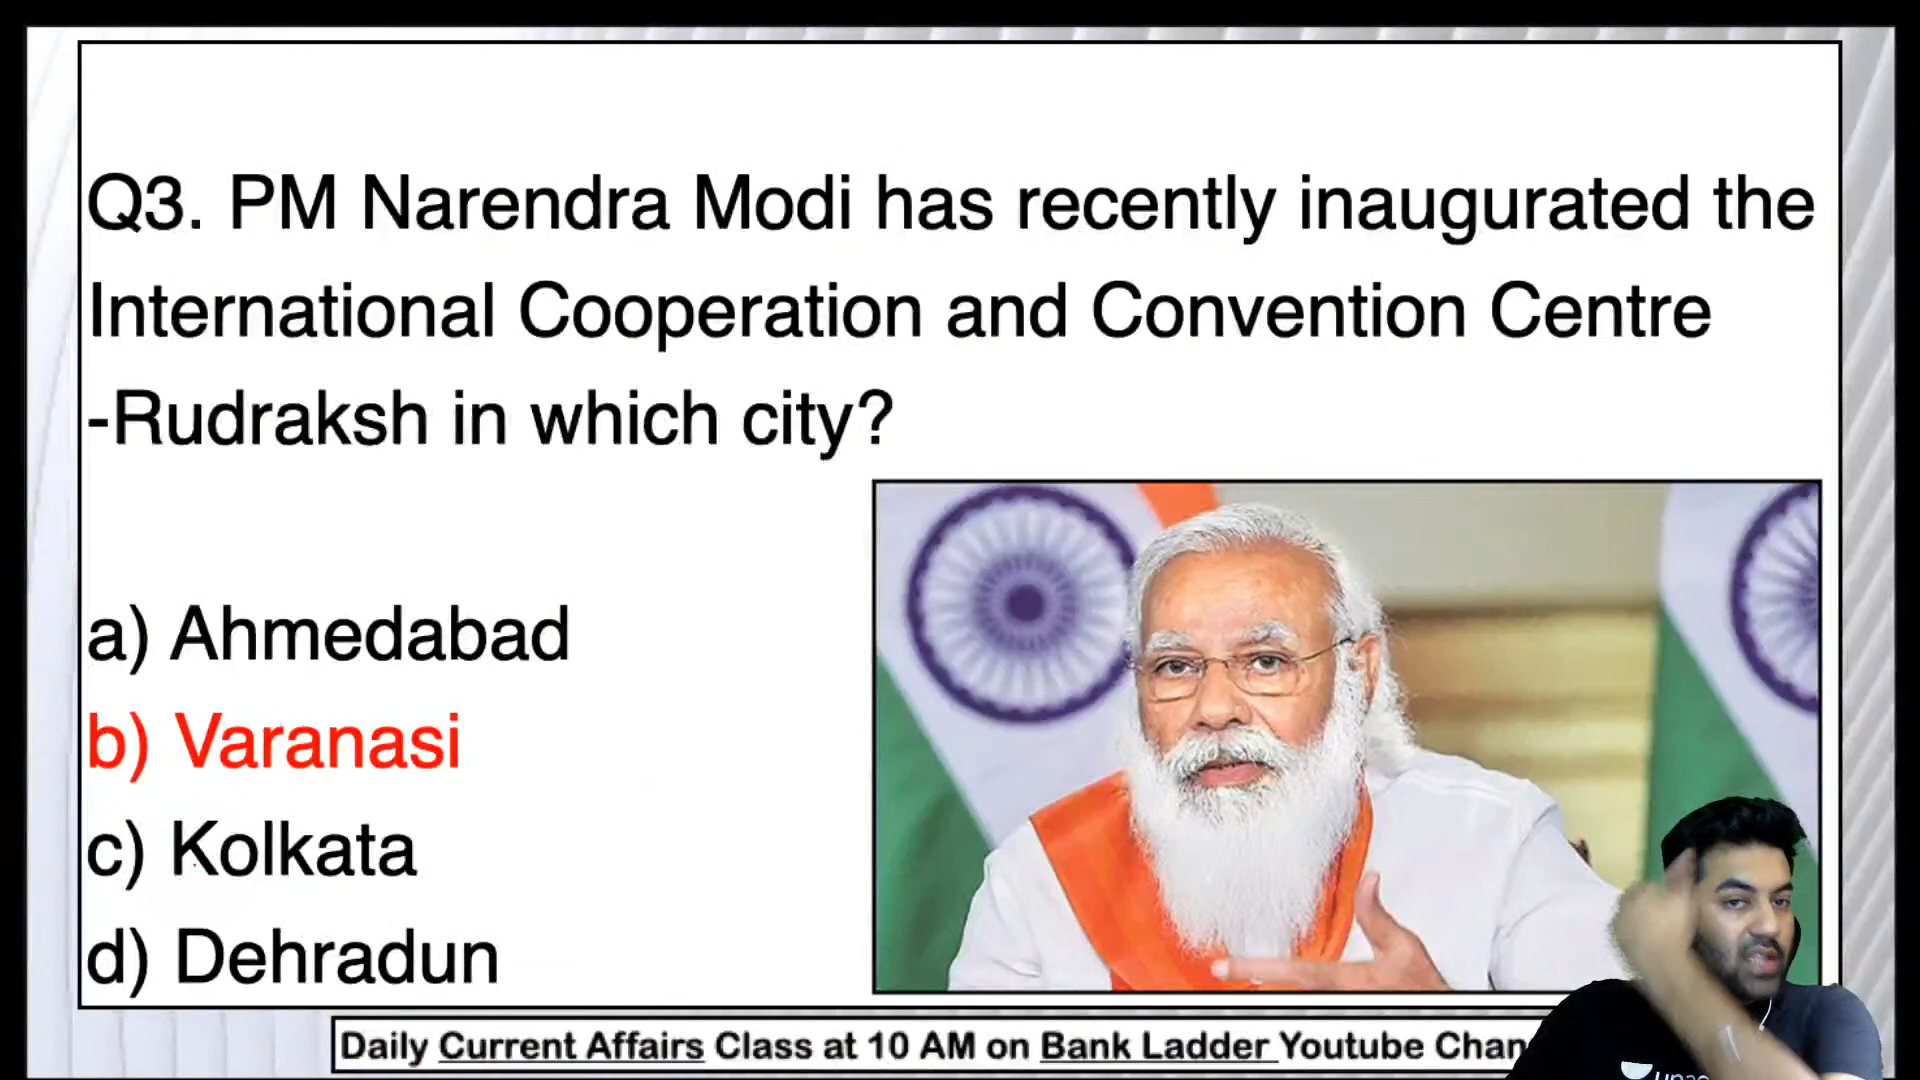 Q3. PM Narendra Modi has recently inaugurated the
International Cooperation and Convention Centre
-Rudraksh in which city?
a) Ahmedabad
b) Varanasi
c) Kolkata
d) Dehradun
Daily Current Affairs Class at 10 AM on Bank Ladder Youtube